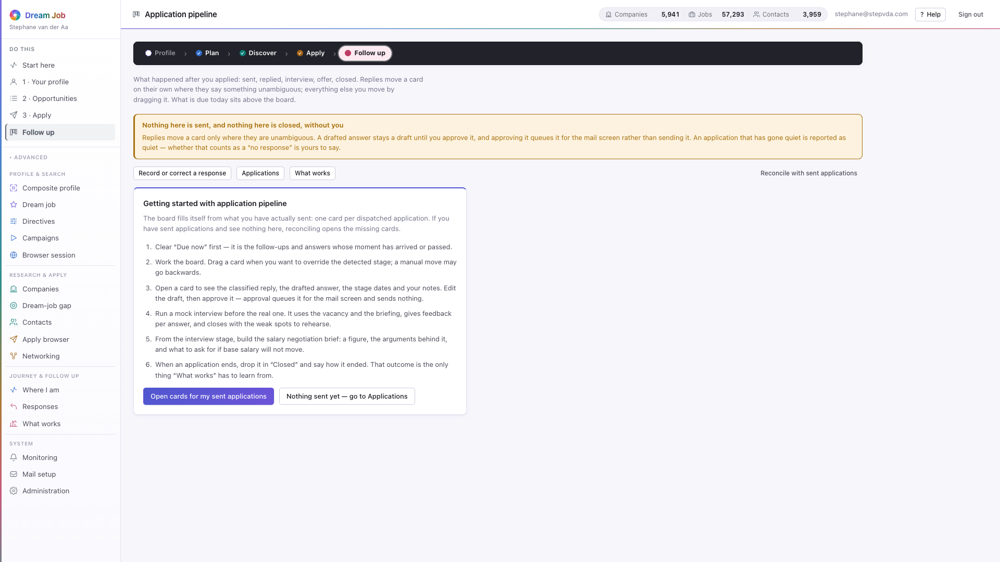 Dream Job
Stephane van der Aa
DO THIS
Start here
1 · Your profile
2 · Opportunities
3 · Apply
Follow up
ADVANCED
PROFILE & SEARCH
Composite profile
Dream job
Directives
Campaigns
Browser session
RESEARCH & APPLY
Companies
Dream-job gap
Contacts
Apply browser
Networking
JOURNEY & FOLLOW UP
Where I am
Responses
What works
SYSTEM
Monitoring
Mail setup
Administration
Application pipeline
Companies 5,941 Jobs 57,293 Contacts 3,959 stephane@stepvda.com ? Help Sign out
Profile › Plan › Discover › Apply › Follow up
What happened after you applied: sent, replied, interview, offer, closed. Replies move a card
on their own where they say something unambiguous; everything else you move by
dragging it. What is due today sits above the board.
Nothing here is sent, and nothing here is closed, without you
Replies move a card only where they are unambiguous. A drafted answer stays a draft until you approve it, and approving it queues it for the mail screen rather than sending it. An application that has gone quiet is reported as
quiet — whether that counts as a “no response” is yours to say.
Record or correct a response Applications What works Reconcile with sent applications
Getting started with application pipeline
The board fills itself from what you have actually sent: one card per dispatched application. If you
have sent applications and see nothing here, reconciling opens the missing cards.
1. Clear “Due now” first — it is the follow-ups and answers whose moment has arrived or passed.
2. Work the board. Drag a card when you want to override the detected stage; a manual move may
go backwards.
3. Open a card to see the classified reply, the drafted answer, the stage dates and your notes. Edit
the draft, then approve it — approval queues it for the mail screen and sends nothing.
4. Run a mock interview before the real one. It uses the vacancy and the briefing, gives feedback
per answer, and closes with the weak spots to rehearse.
5. From the interview stage, build the salary negotiation brief: a figure, the arguments behind it,
and what to ask for if base salary will not move.
6. When an application ends, drop it in “Closed” and say how it ended. That outcome is the only
thing “What works” has to learn from.
Open cards for my sent applications Nothing sent yet — go to Applications